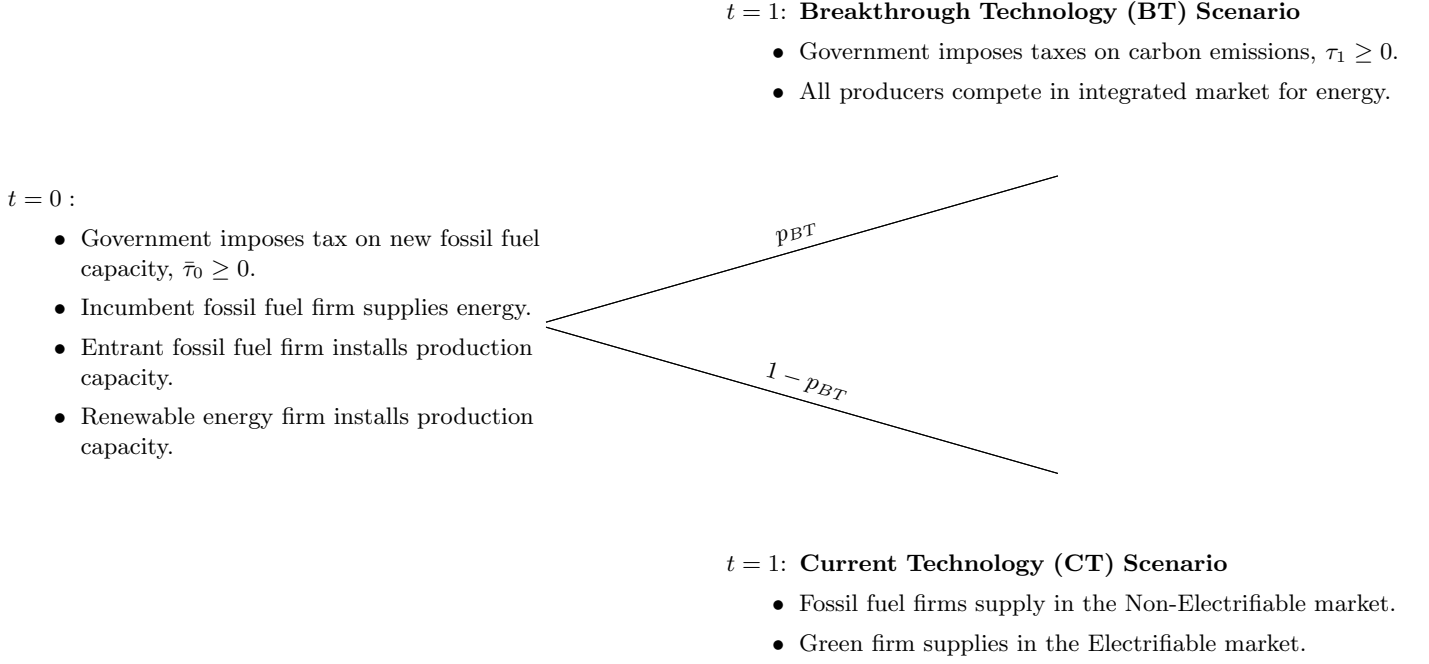 t = 1: Breakthrough Technology (BT) Scenario
• Government imposes taxes on carbon emissions, τ₁ ≥ 0.
• All producers compete in integrated market for energy.
t = 0 :
• Government imposes tax on new fossil fuel
capacity, τ̄₀ ≥ 0.
• Incumbent fossil fuel firm supplies energy.
• Entrant fossil fuel firm installs production
capacity.
• Renewable energy firm installs production
capacity.
p_BT
1 − p_BT
t = 1: Current Technology (CT) Scenario
• Fossil fuel firms supply in the Non-Electrifiable market.
• Green firm supplies in the Electrifiable market.